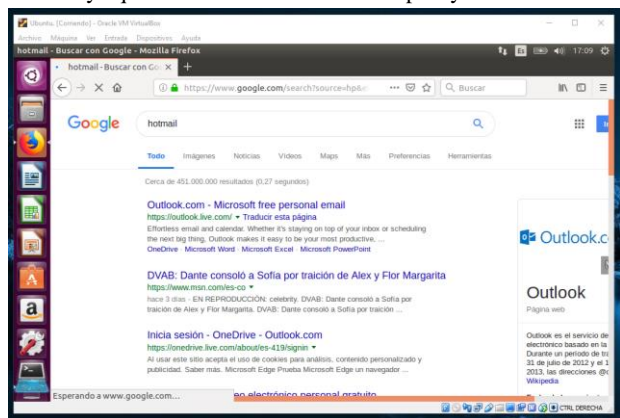 Ubuntu [Corriendo] - Oracle VM VirtualBox
Archivo Máquina Ver Entrada Dispositivos Ayuda
hotmail - Buscar con Google - Mozilla Firefox
Es
17:09
hotmail - Buscar con Go
https://www.google.com/search?source=hp&
Buscar
Google
hotmail
Todo Imágenes Noticias Vídeos Maps Más Preferencias Herramientas
Cerca de 451.000.000 resultados (0,27 segundos)
Outlook.com - Microsoft free personal email
https://outlook.live.com/ Traducir esta página
Effortless email and calendar. Whether it's staying on top of your inbox or scheduling
the next big thing, Outlook makes it easy to be your most productive, ...
OneDrive · Microsoft Word · Microsoft Excel · Microsoft PowerPoint
DVAB: Dante consoló a Sofía por traición de Alex y Flor Margarita
https://www.msn.com/es-co
hace 3 días - EN REPRODUCCIÓN: celebrity. DVAB: Dante consoló a Sofía por
traición de Alex y Flor Margarita. DVAB: Dante consoló a Sofía por traición ...
Inicia sesión - OneDrive - Outlook.com
https://onedrive.live.com/about/es-419/signin
Al usar este sitio acepta el uso de cookies para análisis, contenido personalizado y
publicidad. Saber más. Microsoft Edge Prueba Microsoft Edge un navegador ...
correo electrónico personal gratuito
Outlook.c
Outlook
Página web
Outlook es el servicio de
electrónico basado en la
Durante un periodo de tra
31 de julio de 2012 y el 1
2013, las direcciones @
Wikipedia
Esperando a www.google.com...
CTRL DERECHA